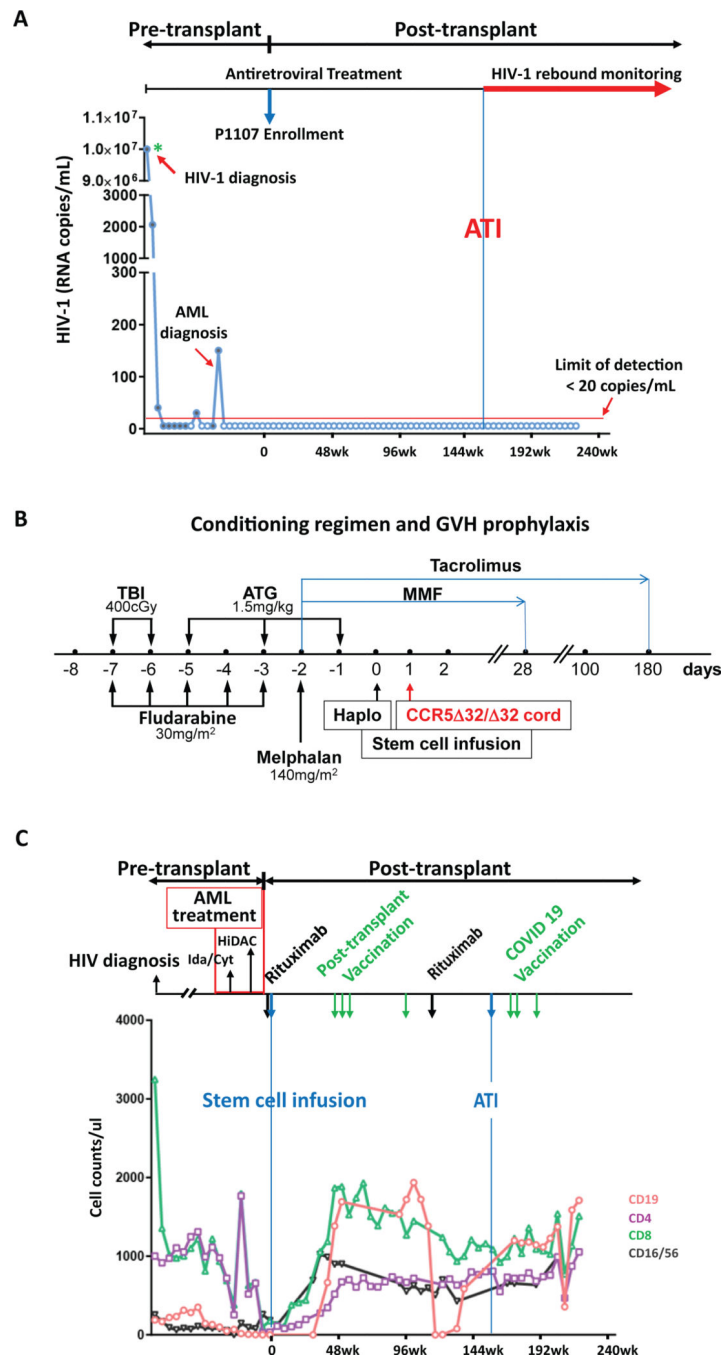 A
Pre-transplant
Post-transplant
Antiretroviral Treatment
HIV-1 rebound monitoring
P1107 Enrollment
1.1×10⁷
1.0×10⁷
9.0×10⁶
*
HIV-1 diagnosis
3000
2000
1000
300
200
100
0
HIV-1 (RNA copies/mL)
ATI
AML
diagnosis
Limit of detection
< 20 copies/mL
0 48wk 96wk 144wk 192wk 240wk
B
Conditioning regimen and GVH prophylaxis
Tacrolimus
TBI
400cGy
ATG
1.5mg/kg
MMF
-8 -7 -6 -5 -4 -3 -2 -1 0 1 2 28 100 180 days
Fludarabine
30mg/m²
Haplo
CCR5Δ32/Δ32 cord
Stem cell infusion
Melphalan
140mg/m²
C
Pre-transplant
Post-transplant
AML
treatment
HiDAC
Ida/Cyt
HIV diagnosis
Rituximab
Post-transplant
Vaccination
Rituximab
COVID 19
Vaccination
4000
3000
2000
1000
0
Cell counts/ul
Stem cell infusion
ATI
CD19
CD4
CD8
CD16/56
0 48wk 96wk 144wk 192wk 240wk